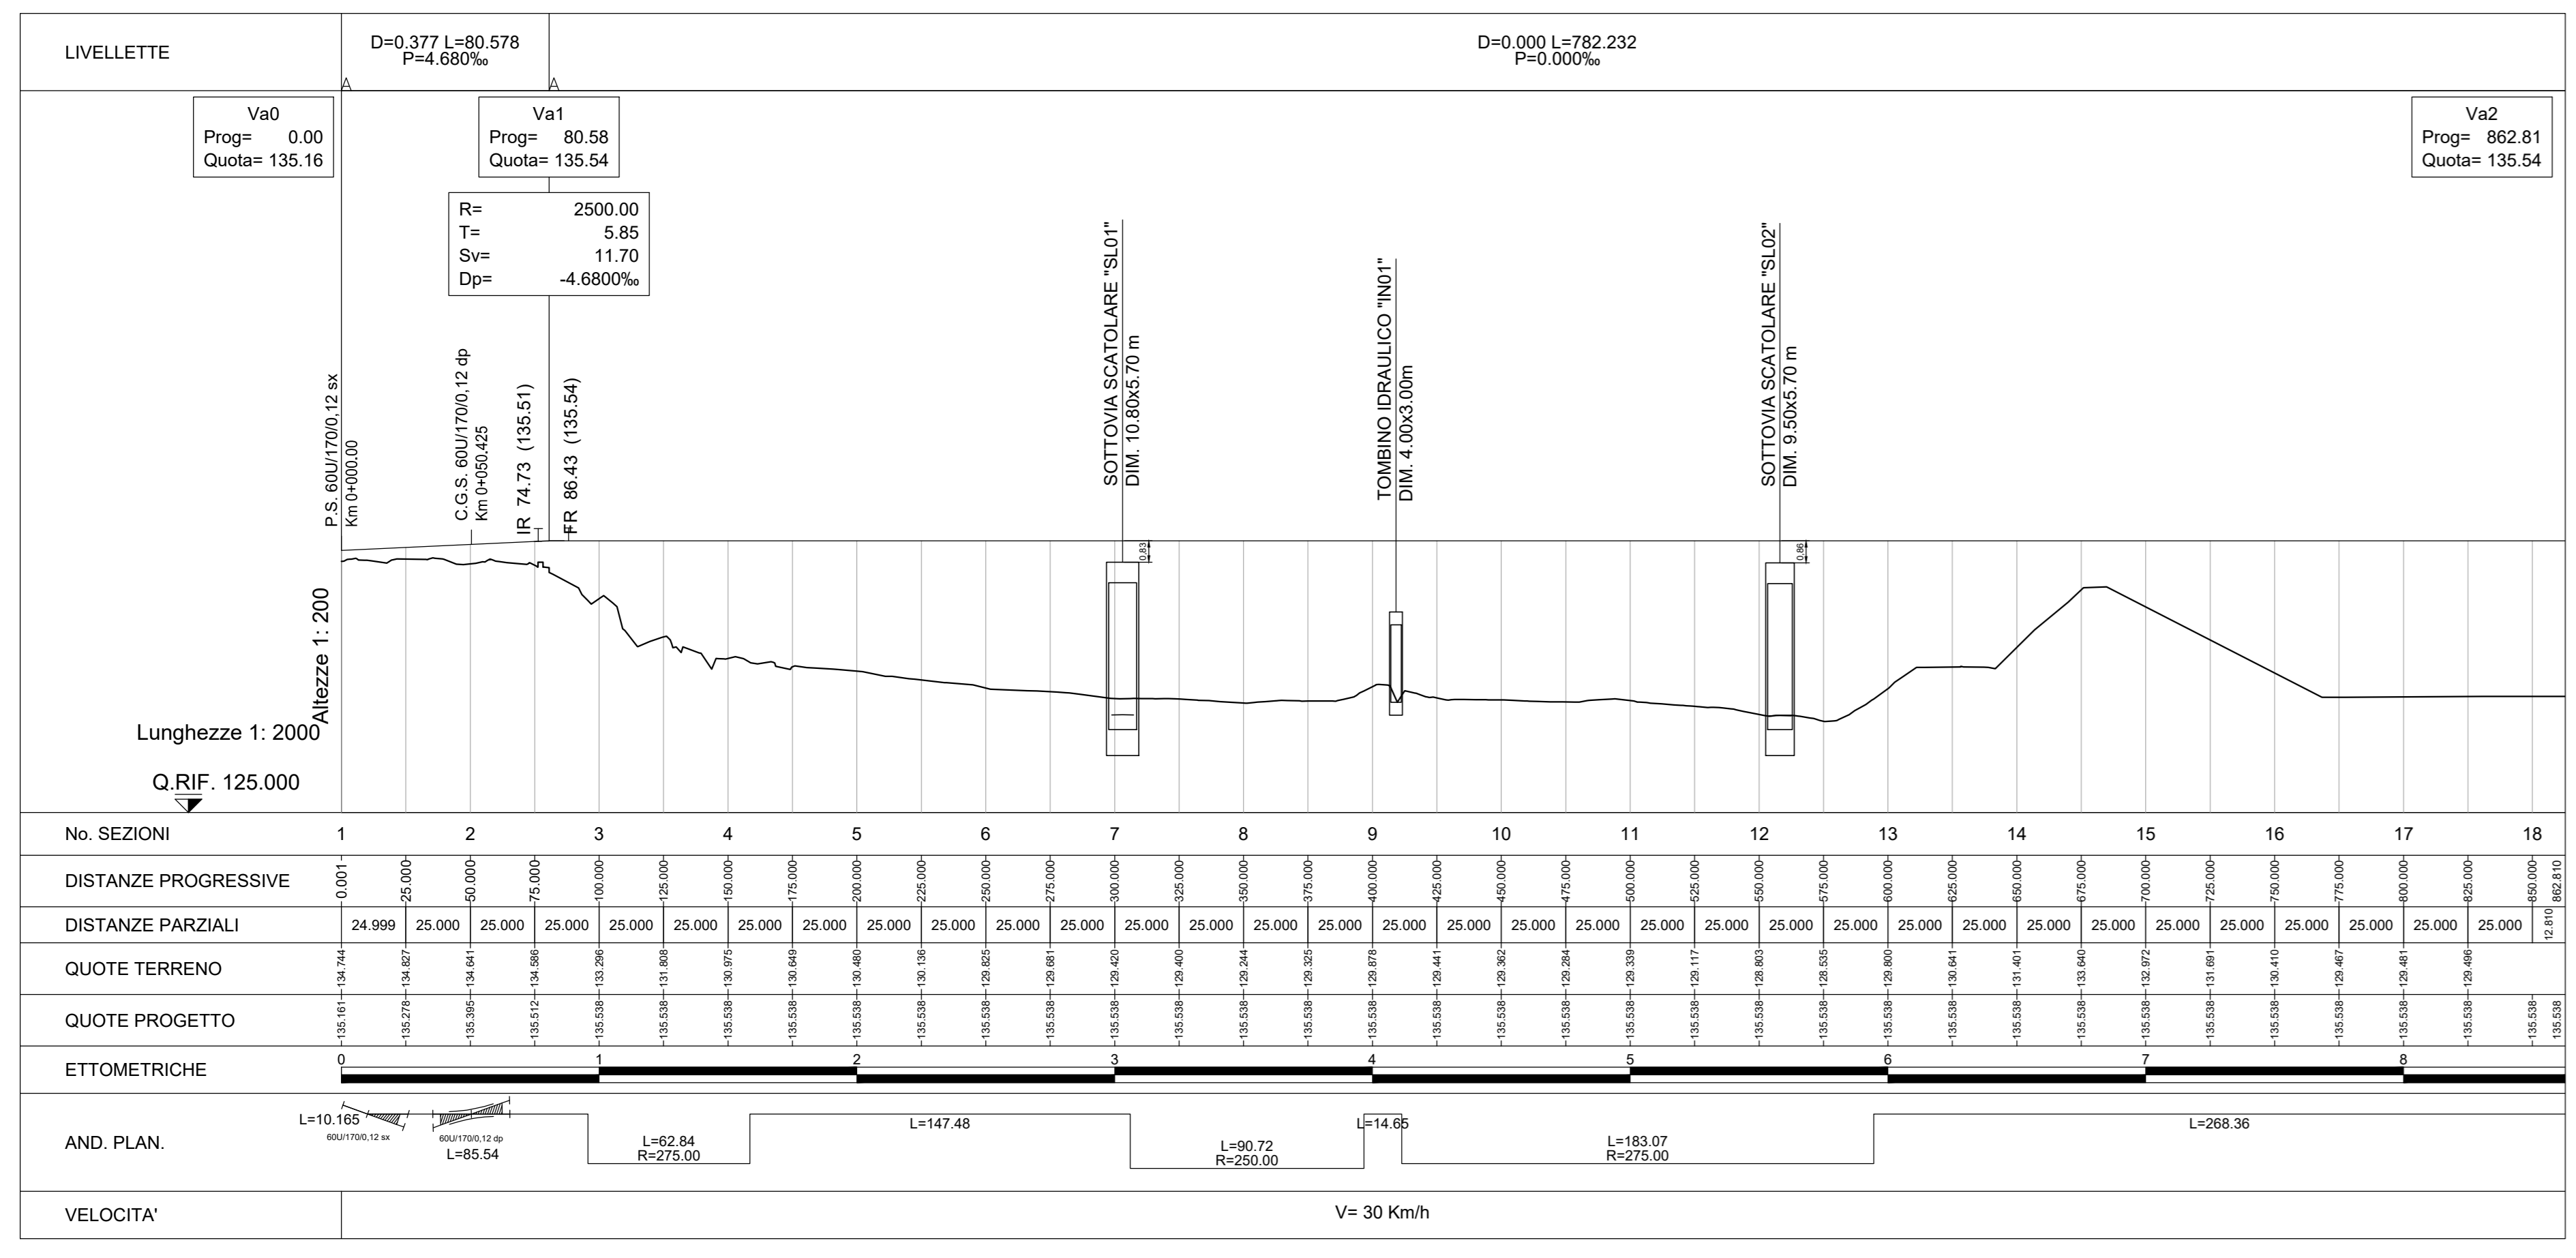 LIVELLETTE
D=0.377 L=80.578
P=4.680‰
D=0.000 L=782.232
P=0.000‰
Va0
Prog= 0.00
Quota= 135.16
Va1
Prog= 80.58
Quota= 135.54
Va2
Prog= 862.81
Quota= 135.54
R= 2500.00
T= 5.85
Sv= 11.70
Dp= -4.6800‰
P.S. 60U/170/0,12 sx
Km 0+000.00
C.G.S. 60U/170/0,12 dp
Km 0+050.425
IR 74.73 (135.51)
FR 86.43 (135.54)
SOTTOVIA SCATOLARE "SL01"
DIM. 10.80x5.70 m
0.83
TOMBINO IDRAULICO "IN01"
DIM. 4.00x3.00m
SOTTOVIA SCATOLARE "SL02"
DIM. 9.50x5.70 m
0.86
Altezze 1: 200
Lunghezze 1: 2000
Q.RIF. 125.000
No. SEZIONI 1 2 3 4 5 6 7 8 9 10 11 12 13 14 15 16 17 18
DISTANZE PROGRESSIVE 0.001 25.000 50.000 75.000 100.000 125.000 150.000 175.000 200.000 225.000 250.000 275.000 300.000 325.000 350.000 375.000 400.000 425.000 450.000 475.000 500.000 525.000 550.000 575.000 600.000 625.000 650.000 675.000 700.000 725.000 750.000 775.000 800.000 825.000 850.000 862.810
DISTANZE PARZIALI 24.999 25.000 25.000 25.000 25.000 25.000 25.000 25.000 25.000 25.000 25.000 25.000 25.000 25.000 25.000 25.000 25.000 25.000 25.000 25.000 25.000 25.000 25.000 25.000 25.000 25.000 25.000 25.000 25.000 25.000 25.000 25.000 25.000 25.000 12.810
QUOTE TERRENO 134.744 134.827 134.641 134.586 133.296 131.808 130.975 130.649 130.480 130.136 129.825 129.681 129.420 129.400 129.244 129.325 129.878 129.441 129.362 129.284 129.339 129.117 128.803 128.535 129.800 130.641 131.401 133.640 132.972 131.691 130.410 129.467 129.481 129.496
QUOTE PROGETTO 135.161 135.278 135.395 135.512 135.538 135.538 135.538 135.538 135.538 135.538 135.538 135.538 135.538 135.538 135.538 135.538 135.538 135.538 135.538 135.538 135.538 135.538 135.538 135.538 135.538 135.538 135.538 135.538 135.538 135.538 135.538 135.538 135.538 135.538 135.538 135.538
ETTOMETRICHE 0 1 2 3 4 5 6 7 8
AND. PLAN.
L=10.165
60U/170/0,12 sx
60U/170/0,12 dp
L=85.54
L=62.84
R=275.00
L=147.48
L=90.72
R=250.00
L=14.65
L=183.07
R=275.00
L=268.36
VELOCITA'
V= 30 Km/h